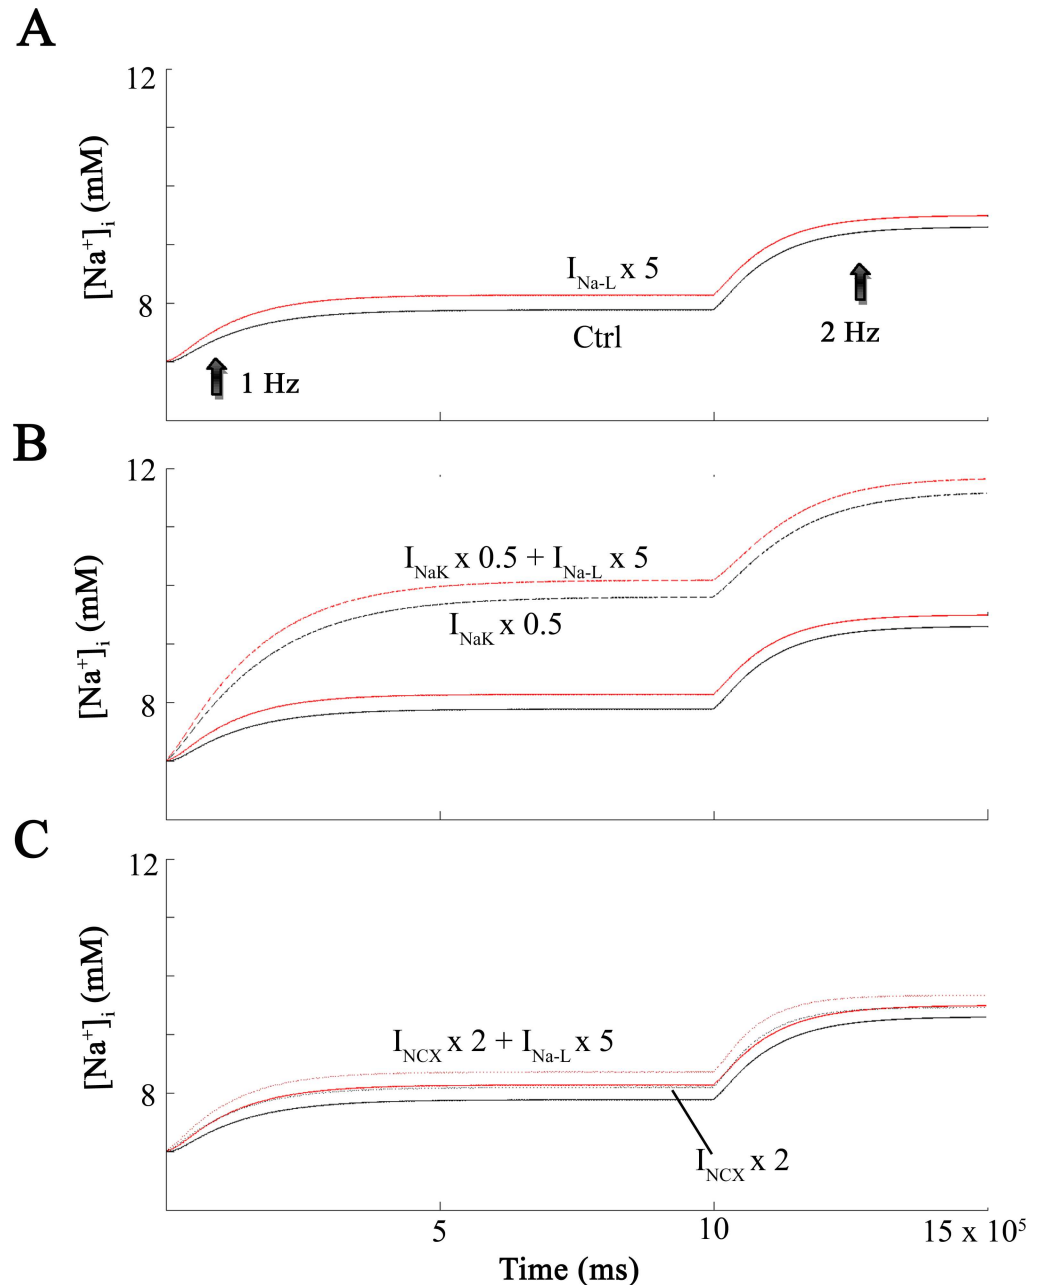 A
12
[Na+]i (mM)
INa-L x 5
8
Ctrl
2 Hz
1 Hz
B
12
[Na+]i (mM)
INaK x 0.5 + INa-L x 5
INaK x 0.5
8
C
12
[Na+]i (mM)
INCX x 2 + INa-L x 5
8
INCX x 2
5
10
15 x 10⁵
Time (ms)